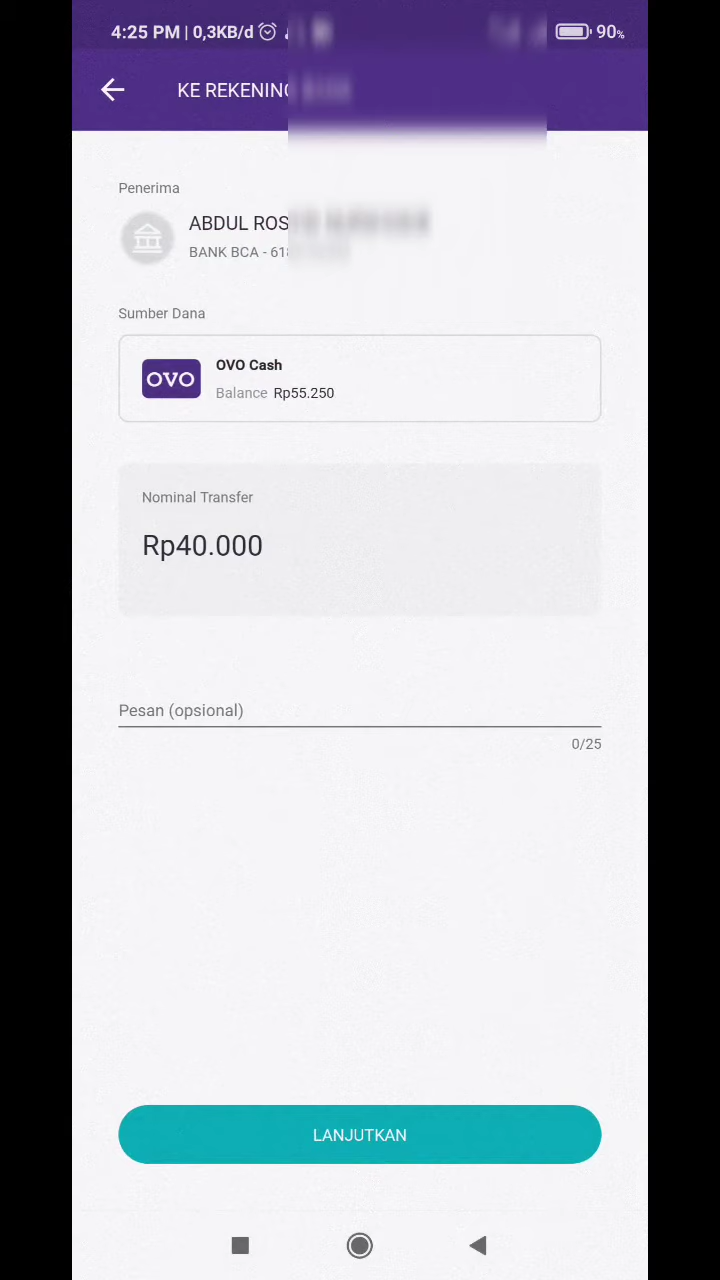 4:25 PM | 0,3KB/d
90%
KE REKENING
Penerima
ABDUL ROS
BANK BCA - 618
Sumber Dana
OVO
OVO Cash
Balance Rp55.250
Nominal Transfer
Rp40.000
Pesan (opsional)
0/25
LANJUTKAN